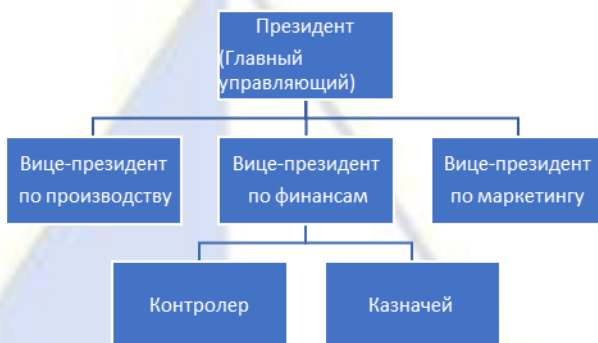 Президент
(Главный
управляющий)
Вице-президент
по производству
Вице-президент
по финансам
Вице-президент
по маркетингу
Контролер
Казначей